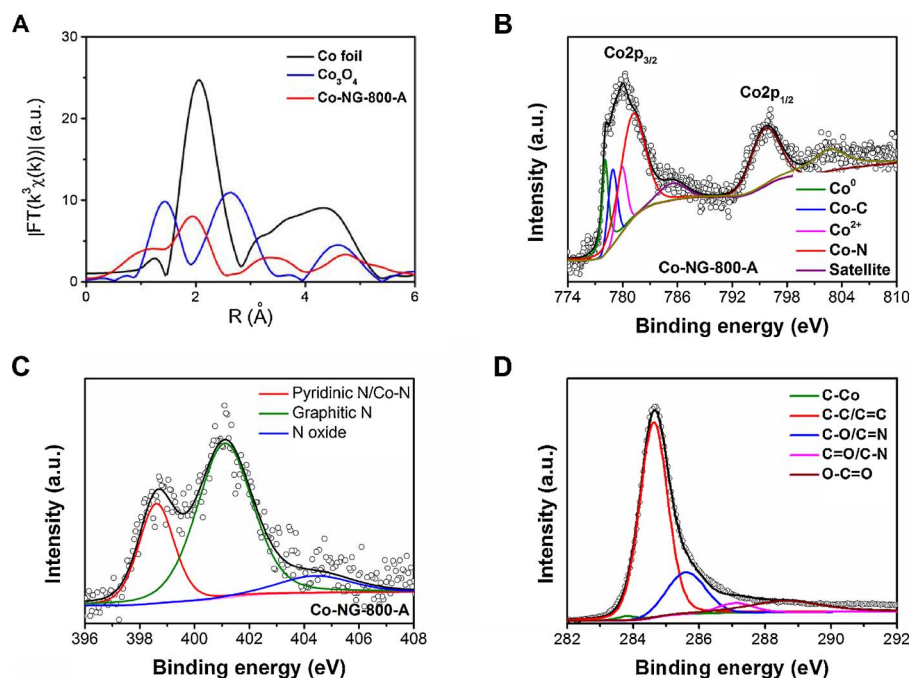 A
30
20
10
0
0
2
4
6
|FT(k³χ(k))| (a.u.)
R (Å)
Co foil
Co₃O₄
Co-NG-800-A
B
Co2p₃/₂
Co2p₁/₂
Co⁰
Co-C
Co²⁺
Co-N
Satellite
Co-NG-800-A
Intensity (a.u.)
774 780 786 792 798 804 810
Binding energy (eV)
C
Pyridinic N/Co-N
Graphitic N
N oxide
Co-NG-800-A
Intensity (a.u.)
396 398 400 402 404 406 408
Binding energy (eV)
D
C-Co
C-C/C=C
C-O/C=N
C=O/C-N
O-C=O
Intensity (a.u.)
282 284 286 288 290 292
Binding energy (eV)